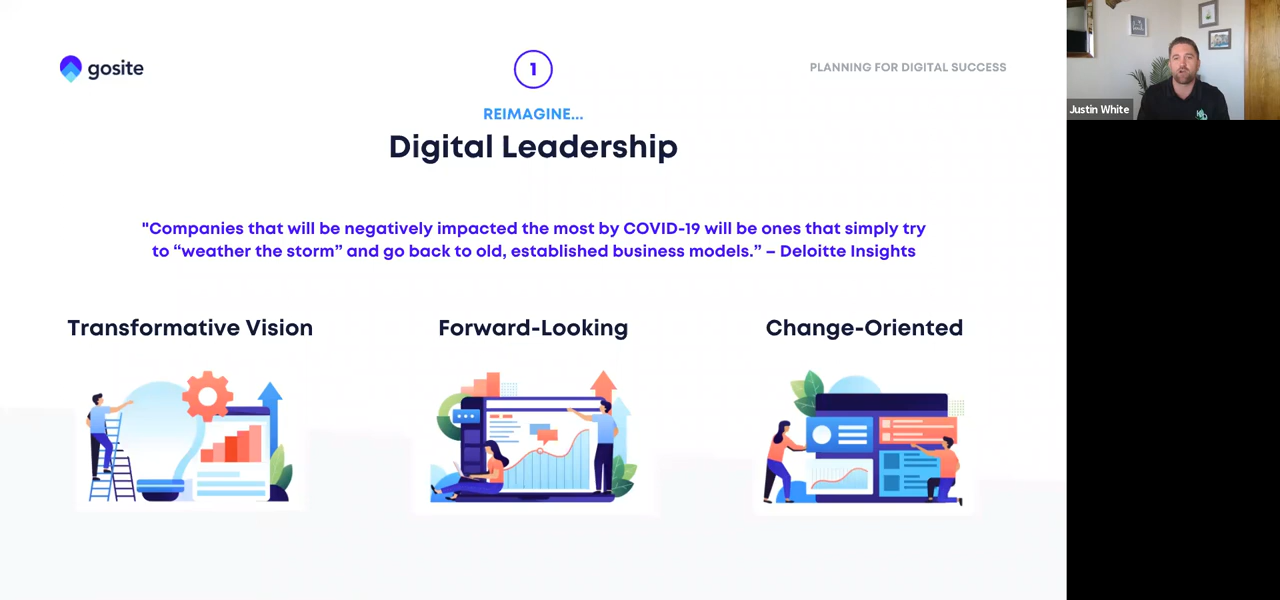 gosite
1
PLANNING FOR DIGITAL SUCCESS
REIMAGINE...
Digital Leadership
"Companies that will be negatively impacted the most by COVID-19 will be ones that simply try
to “weather the storm” and go back to old, established business models.” – Deloitte Insights
Transformative Vision
Forward-Looking
Change-Oriented
Justin White